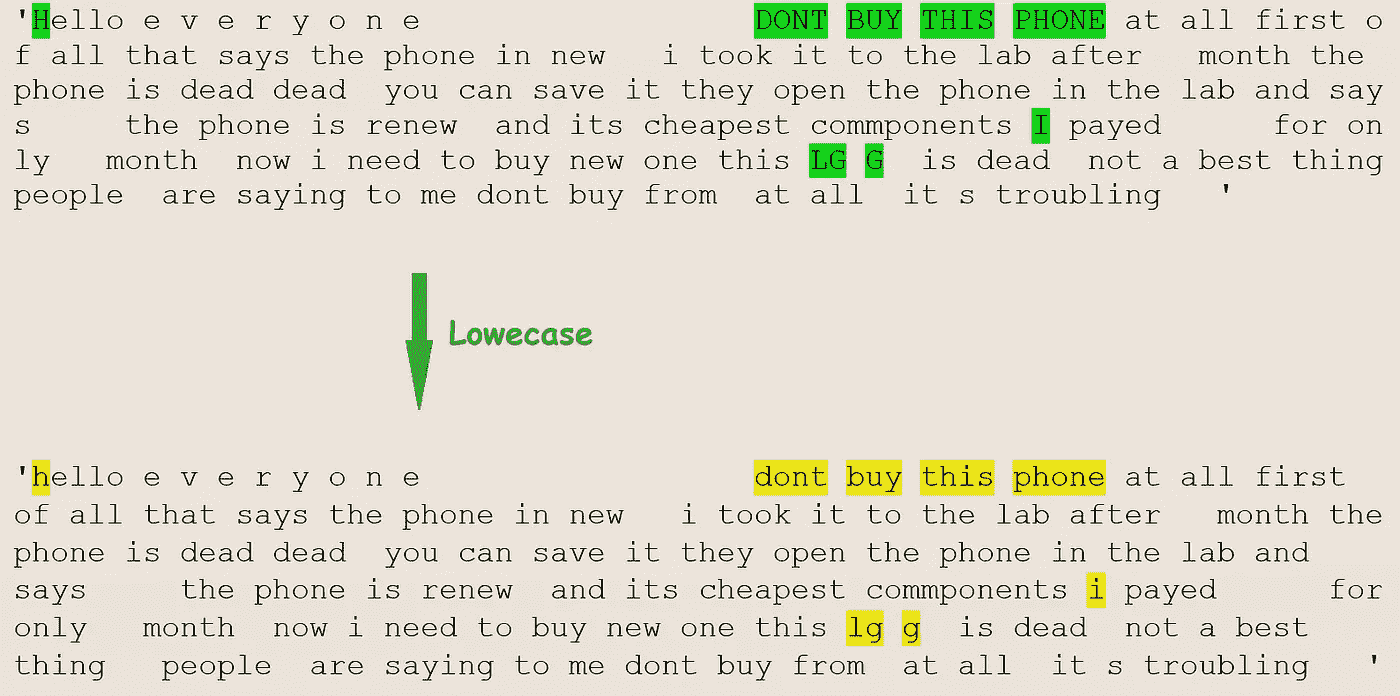 'Hello e v e r y o n e                  DONT BUY THIS PHONE at all first o
f all that says the phone in new   i took it to the lab after   month the
phone is dead dead  you can save it they open the phone in the lab and say
s     the phone is renew  and its cheapest commponents I payed      for on
ly   month  now i need to buy new one this LG G  is dead  not a best thing
people  are saying to me dont buy from  at all  it s troubling   '
Lowecase
'hello e v e r y o n e                  dont buy this phone at all first
of all that says the phone in new   i took it to the lab after   month the
phone is dead dead  you can save it they open the phone in the lab and
says     the phone is renew  and its cheapest commponents i payed      for
only   month  now i need to buy new one this lg g  is dead  not a best
thing   people  are saying to me dont buy from  at all  it s troubling   '